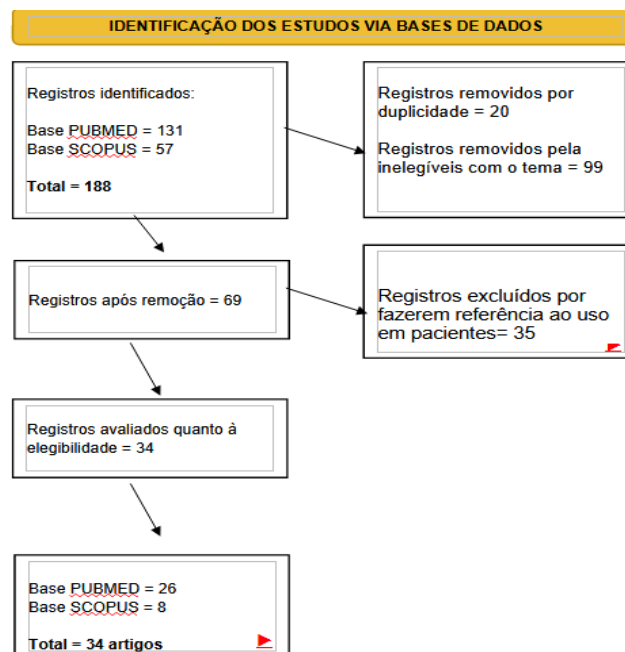 IDENTIFICAÇÃO DOS ESTUDOS VIA BASES DE DADOS
Registros identificados:
Base PUBMED = 131
Base SCOPUS = 57
Total = 188
Registros removidos por
duplicidade = 20
Registros removidos pela
inelegíveis com o tema = 99
Registros após remoção = 69
Registros excluídos por
fazerem referência ao uso
em pacientes= 35
Registros avaliados quanto à
elegibilidade = 34
Base PUBMED = 26
Base SCOPUS = 8
Total = 34 artigos